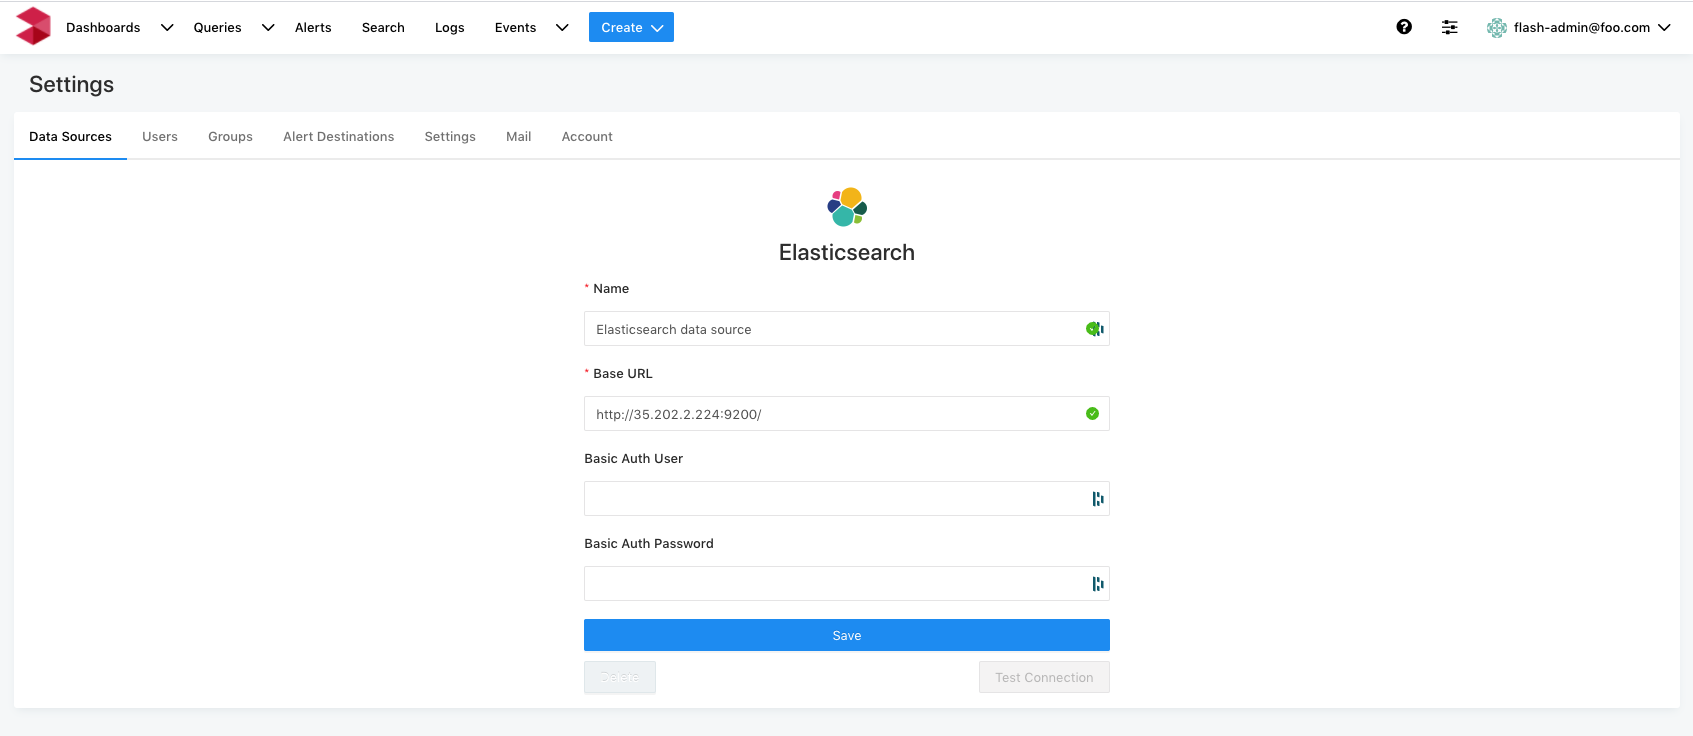 Dashboards Queries Alerts Search Logs Events Create flash-admin@foo.com
Settings
Data Sources Users Groups Alert Destinations Settings Mail Account
Elasticsearch
* Name
Elasticsearch data source
* Base URL
http://35.202.2.224:9200/
Basic Auth User
Basic Auth Password
Save
Delete Test Connection